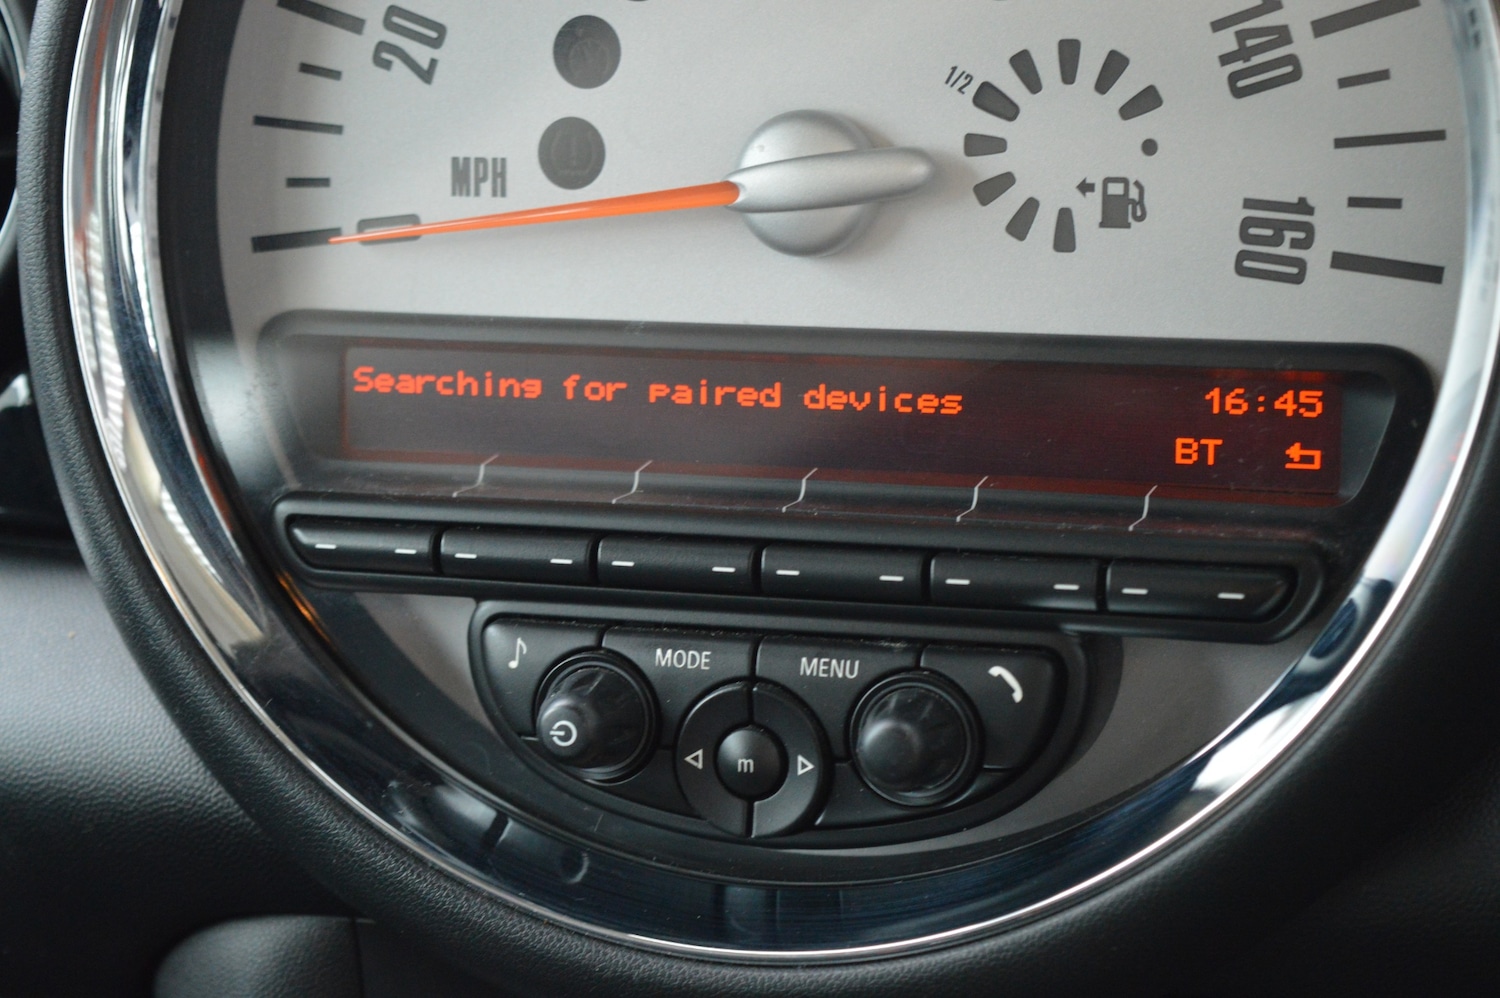 20
140
1/2
MPH
160
Searching for paired devices 16:45
BT
MODE
MENU
m